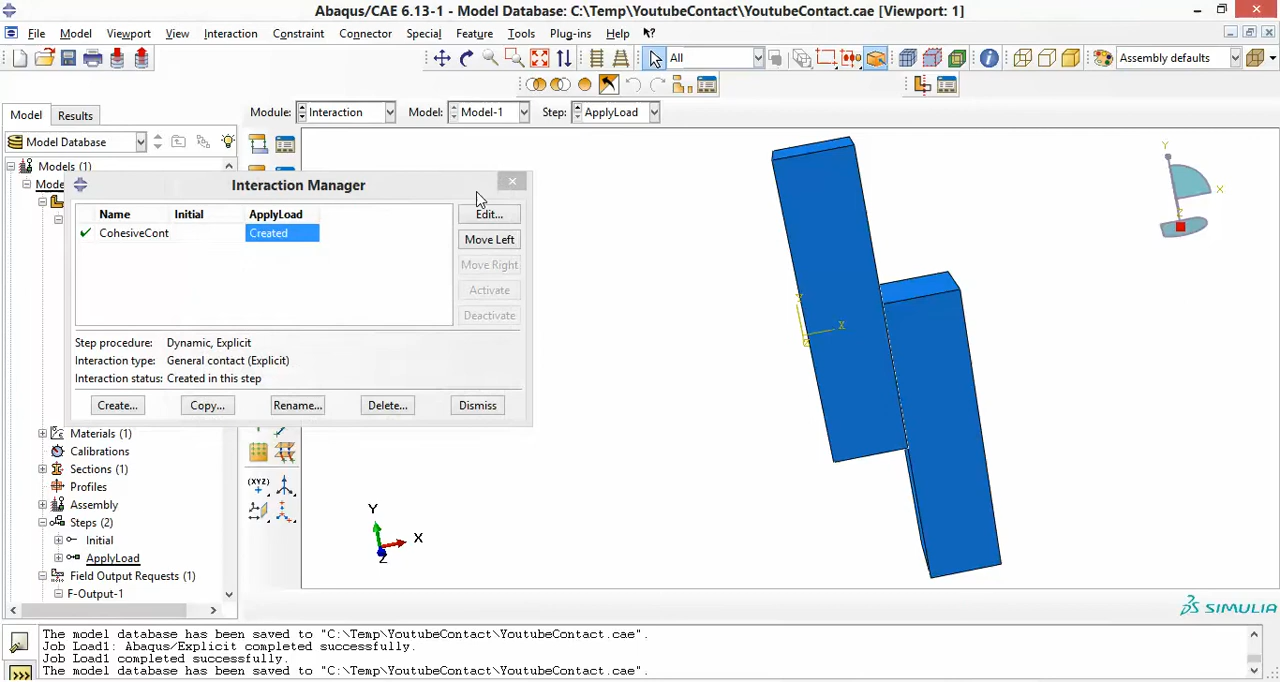 Abaqus/CAE 6.13-1 - Model Database: C:\Temp\YoutubeContact\YoutubeContact.cae [Viewport: 1]
File Model Viewport View Interaction Constraint Connector Special Feature Tools Plug-ins Help
All
Assembly defaults
Model Results
Module: Interaction Model: Model-1 Step: ApplyLoad
Model Database
Models (1)
Interaction Manager
Name Initial ApplyLoad
CohesiveCont Created
Edit...
Move Left
Move Right
Activate
Deactivate
Step procedure: Dynamic, Explicit
Interaction type: General contact (Explicit)
Interaction status: Created in this step
Create... Copy... Rename... Delete... Dismiss
Materials (1)
Calibrations
Sections (1)
Profiles
Assembly
Steps (2)
Initial
ApplyLoad
Field Output Requests (1)
F-Output-1
Y
X
Z
Y
X
Y
X
Z
SIMULIA
The model database has been saved to "C:\Temp\YoutubeContact\YoutubeContact.cae".
Job Load1: Abaqus/Explicit completed successfully.
Job Load1 completed successfully.
The model database has been saved to "C:\Temp\YoutubeContact\YoutubeContact.cae".